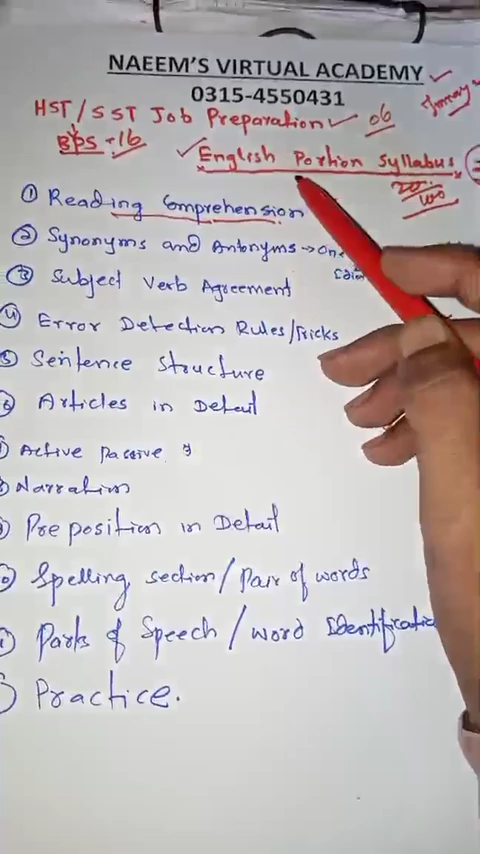 NAEEM'S VIRTUAL ACADEMY
0315-4550431
HST/SST Job Preparation 06
BPS-16
English Portion Syllabus
20
100
① Reading Comprehension
② Synonyms and Antonyms → One
Idiom
③ Subject Verb Agreement
④ Error Detection Rules/Tricks
⑤ Sentence Structure
⑥ Articles in Detail
Active Passive
Narration
Preposition in Detail
Spelling section/Pair of words
Parts of Speech/word Identification
Practice.